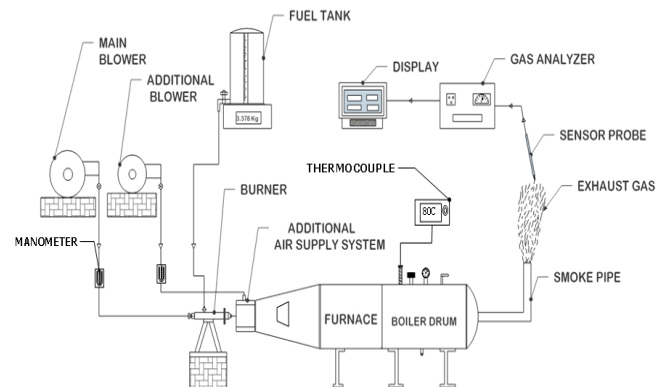 FUEL TANK
MAIN
BLOWER
ADDITIONAL
BLOWER
DISPLAY
GAS ANALYZER
3.378 Kg
SENSOR PROBE
THERMOCOUPLE
EXHAUST GAS
BURNER
80C
ADDITIONAL
AIR SUPPLY SYSTEM
MANOMETER
SMOKE PIPE
FURNACE
BOILER DRUM